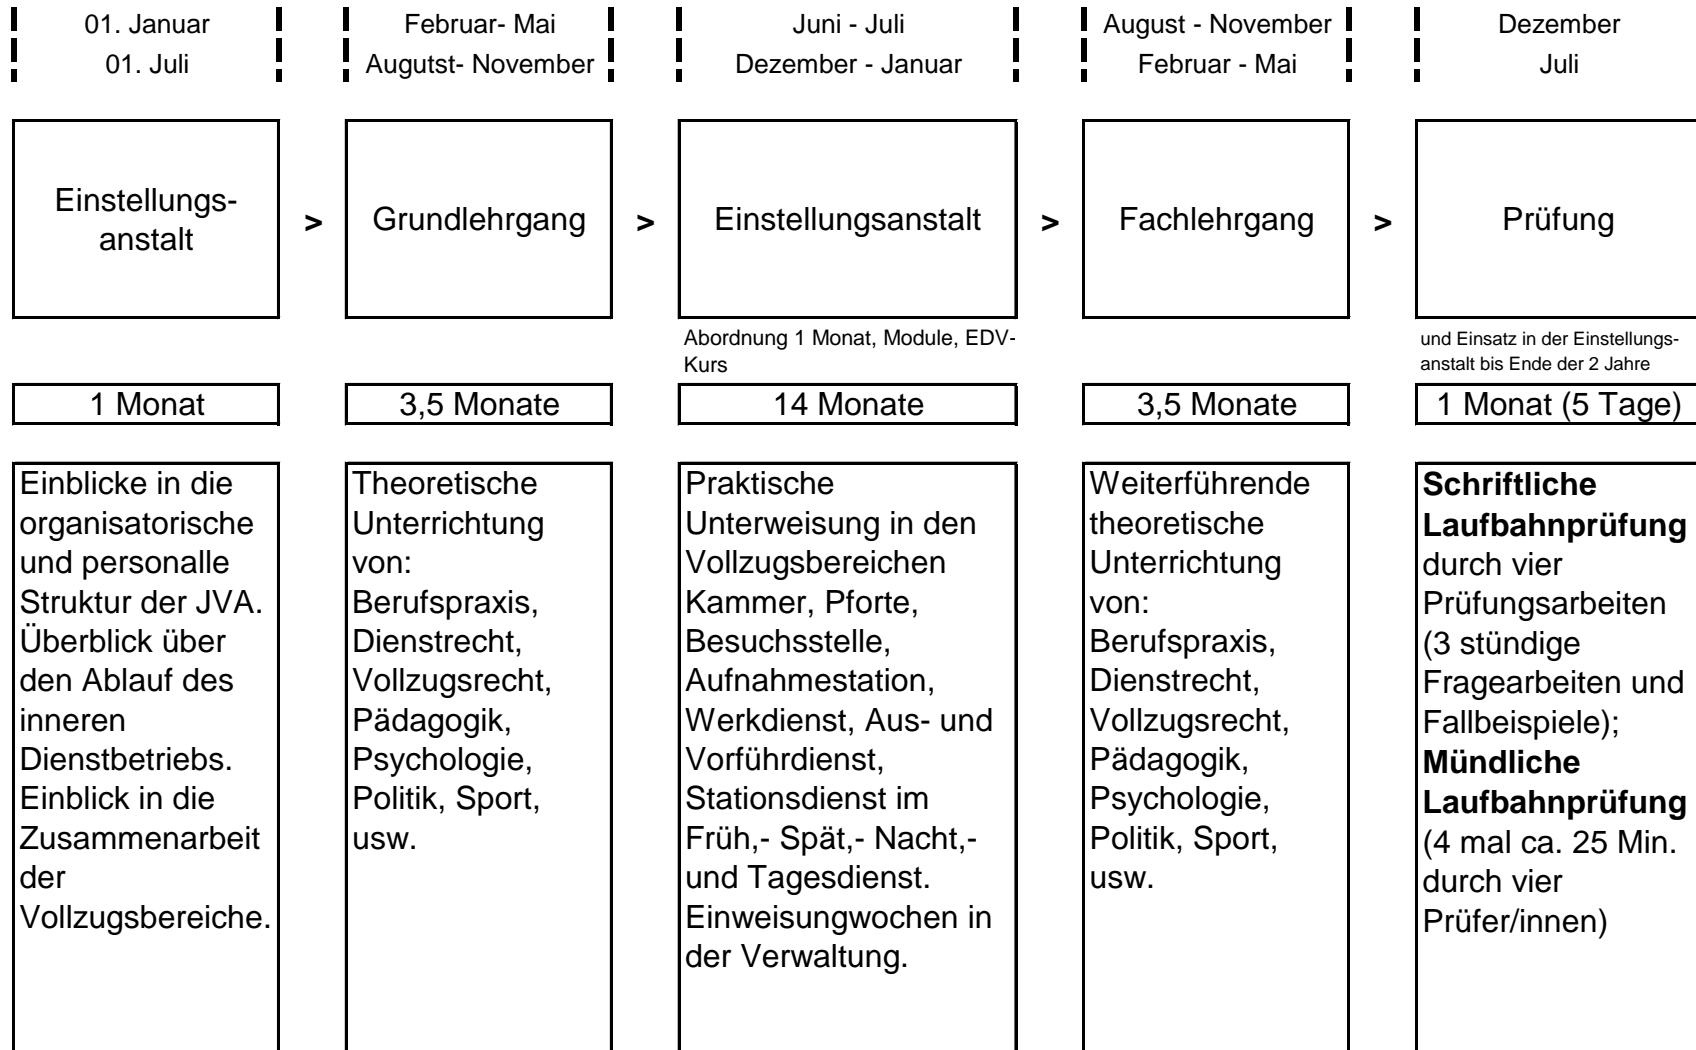 01. Januar
01. Juli
Februar- Mai
Augutst- November
Juni - Juli
Dezember - Januar
August - November
Februar - Mai
Dezember
Juli
Einstellungs-
anstalt
>
Grundlehrgang
>
Einstellungsanstalt
>
Fachlehrgang
>
Prüfung
Abordnung 1 Monat, Module, EDV-
Kurs
und Einsatz in der Einstellungs-
anstalt bis Ende der 2 Jahre
1 Monat
3,5 Monate
14 Monate
3,5 Monate
1 Monat (5 Tage)
Einblicke in die
organisatorische
und personalle
Struktur der JVA.
Überblick über
den Ablauf des
inneren
Dienstbetriebs.
Einblick in die
Zusammenarbeit
der
Vollzugsbereiche.
Theoretische
Unterrichtung
von:
Berufspraxis,
Dienstrecht,
Vollzugsrecht,
Pädagogik,
Psychologie,
Politik, Sport,
usw.
Praktische
Unterweisung in den
Vollzugsbereichen
Kammer, Pforte,
Besuchsstelle,
Aufnahmestation,
Werkdienst, Aus- und
Vorführdienst,
Stationsdienst im
Früh,- Spät,- Nacht,-
und Tagesdienst.
Einweisungwochen in
der Verwaltung.
Weiterführende
theoretische
Unterrichtung
von:
Berufspraxis,
Dienstrecht,
Vollzugsrecht,
Pädagogik,
Psychologie,
Politik, Sport,
usw.
Schriftliche
Laufbahnprüfung
durch vier
Prüfungsarbeiten
(3 stündige
Fragearbeiten und
Fallbeispiele);
Mündliche
Laufbahnprüfung
(4 mal ca. 25 Min.
durch vier
Prüfer/innen)